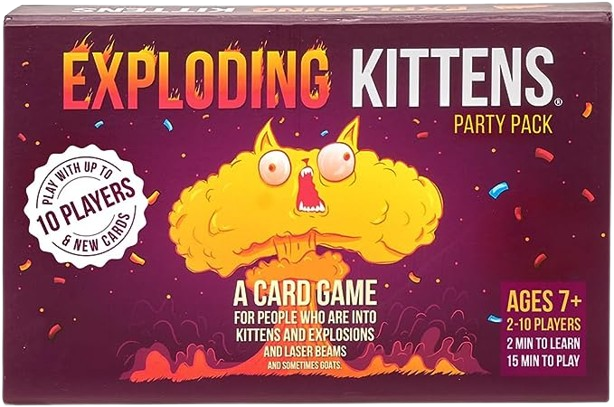 EXPLODING KITTENS
EXPLODING KITTENS®
PARTY PACK
PLAY WITH UP TO
10 PLAYERS
& NEW CARDS
A CARD GAME
FOR PEOPLE WHO ARE INTO
KITTENS AND EXPLOSIONS
AND LASER BEAMS
AND SOMETIMES GOATS.
AGES 7+
2-10 PLAYERS
2 MIN TO LEARN
15 MIN TO PLAY